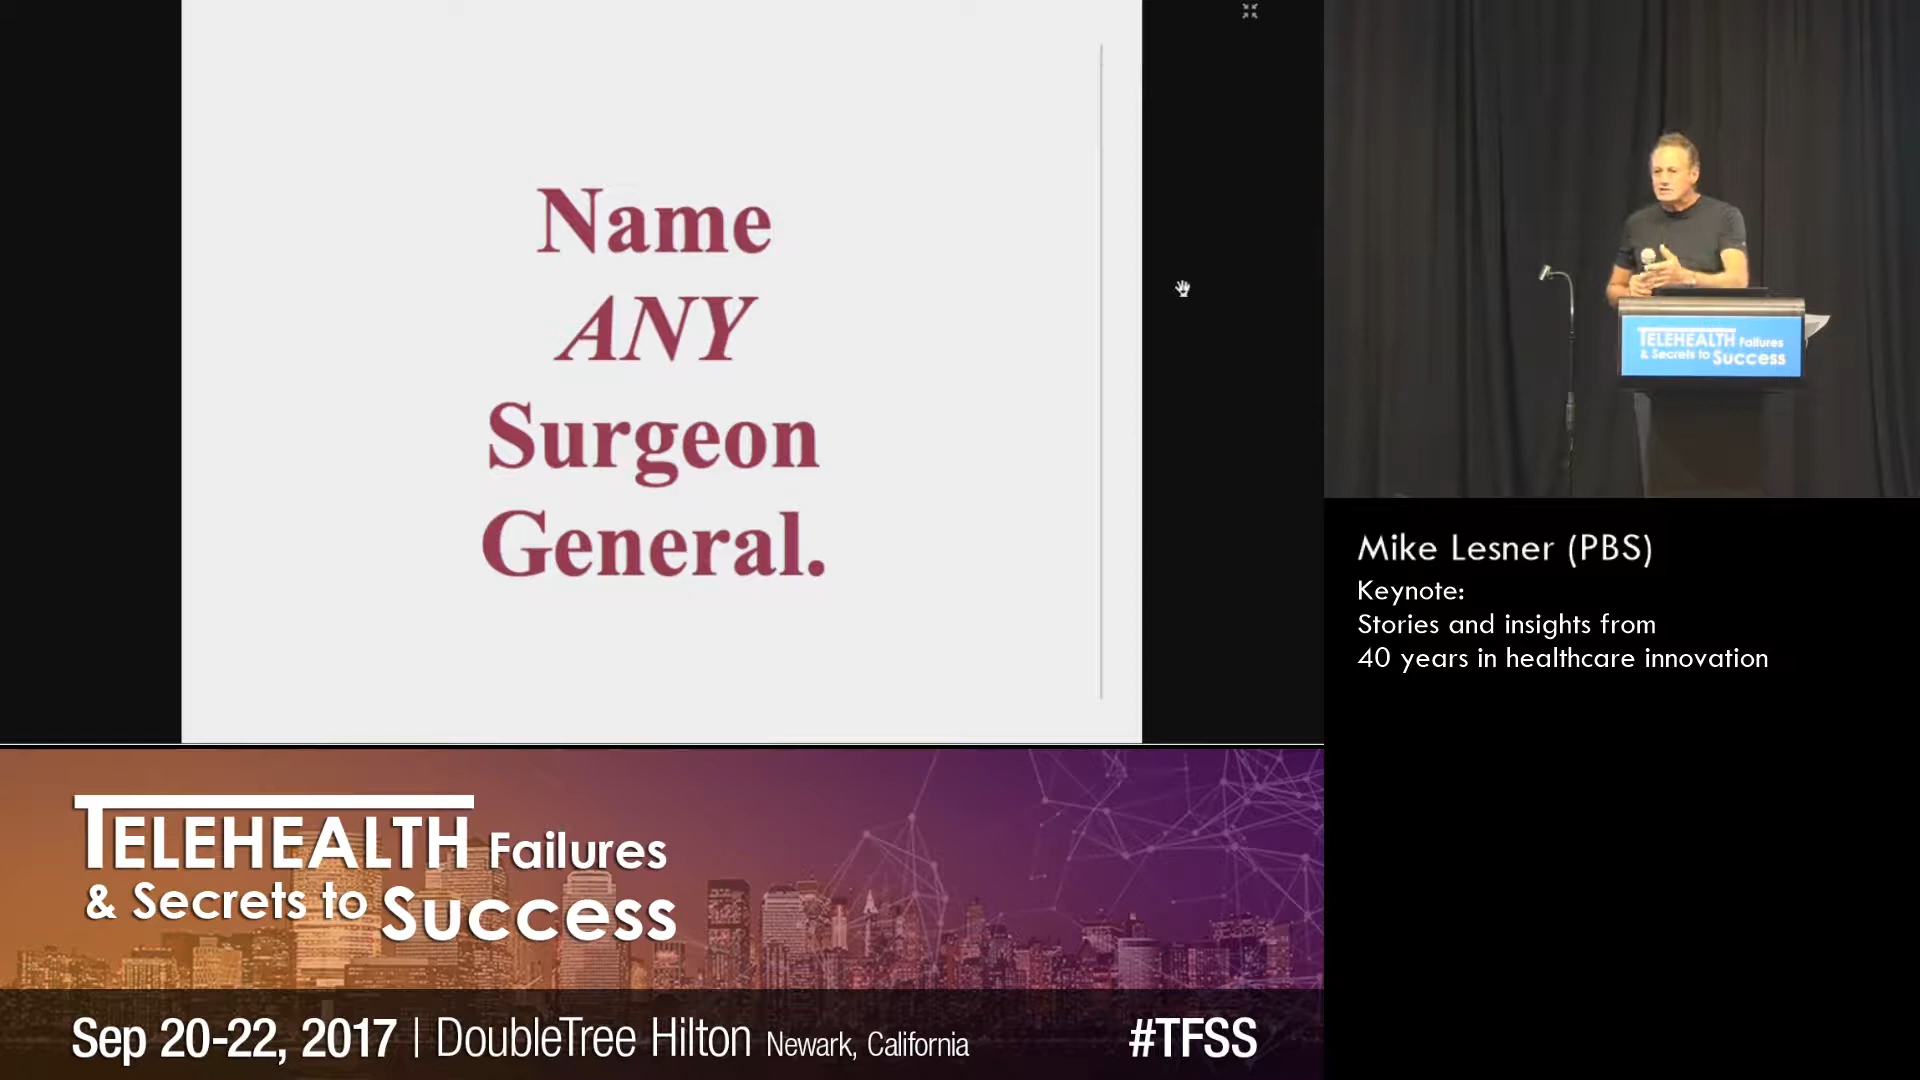 Name
ANY
Surgeon
General.
TELEHEALTH Failures
& Secrets to Success
Mike Lesner (PBS)
Keynote:
Stories and insights from
40 years in healthcare innovation
TELEHEALTH Failures
& Secrets to Success
Sep 20-22, 2017 | DoubleTree Hilton Newark, California
#TFSS